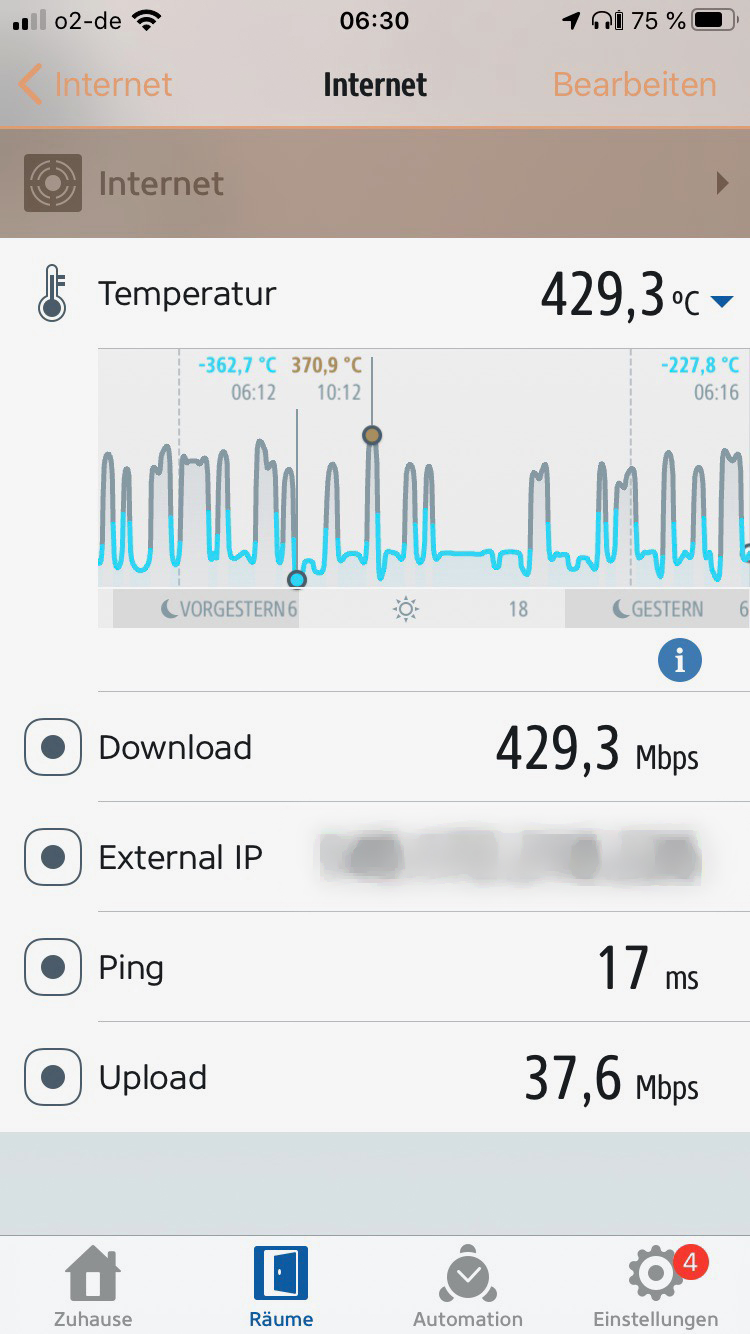 o2-de 06:30 75 %
Internet Internet Bearbeiten
Internet
Temperatur 429,3 °C
-362,7 °C 370,9 °C -227,8 °C
06:12 10:12 06:16
VORGESTERN 6 18 GESTERN 6
i
Download 429,3 Mbps
External IP
Ping 17 ms
Upload 37,6 Mbps
4
Zuhause Räume Automation Einstellungen